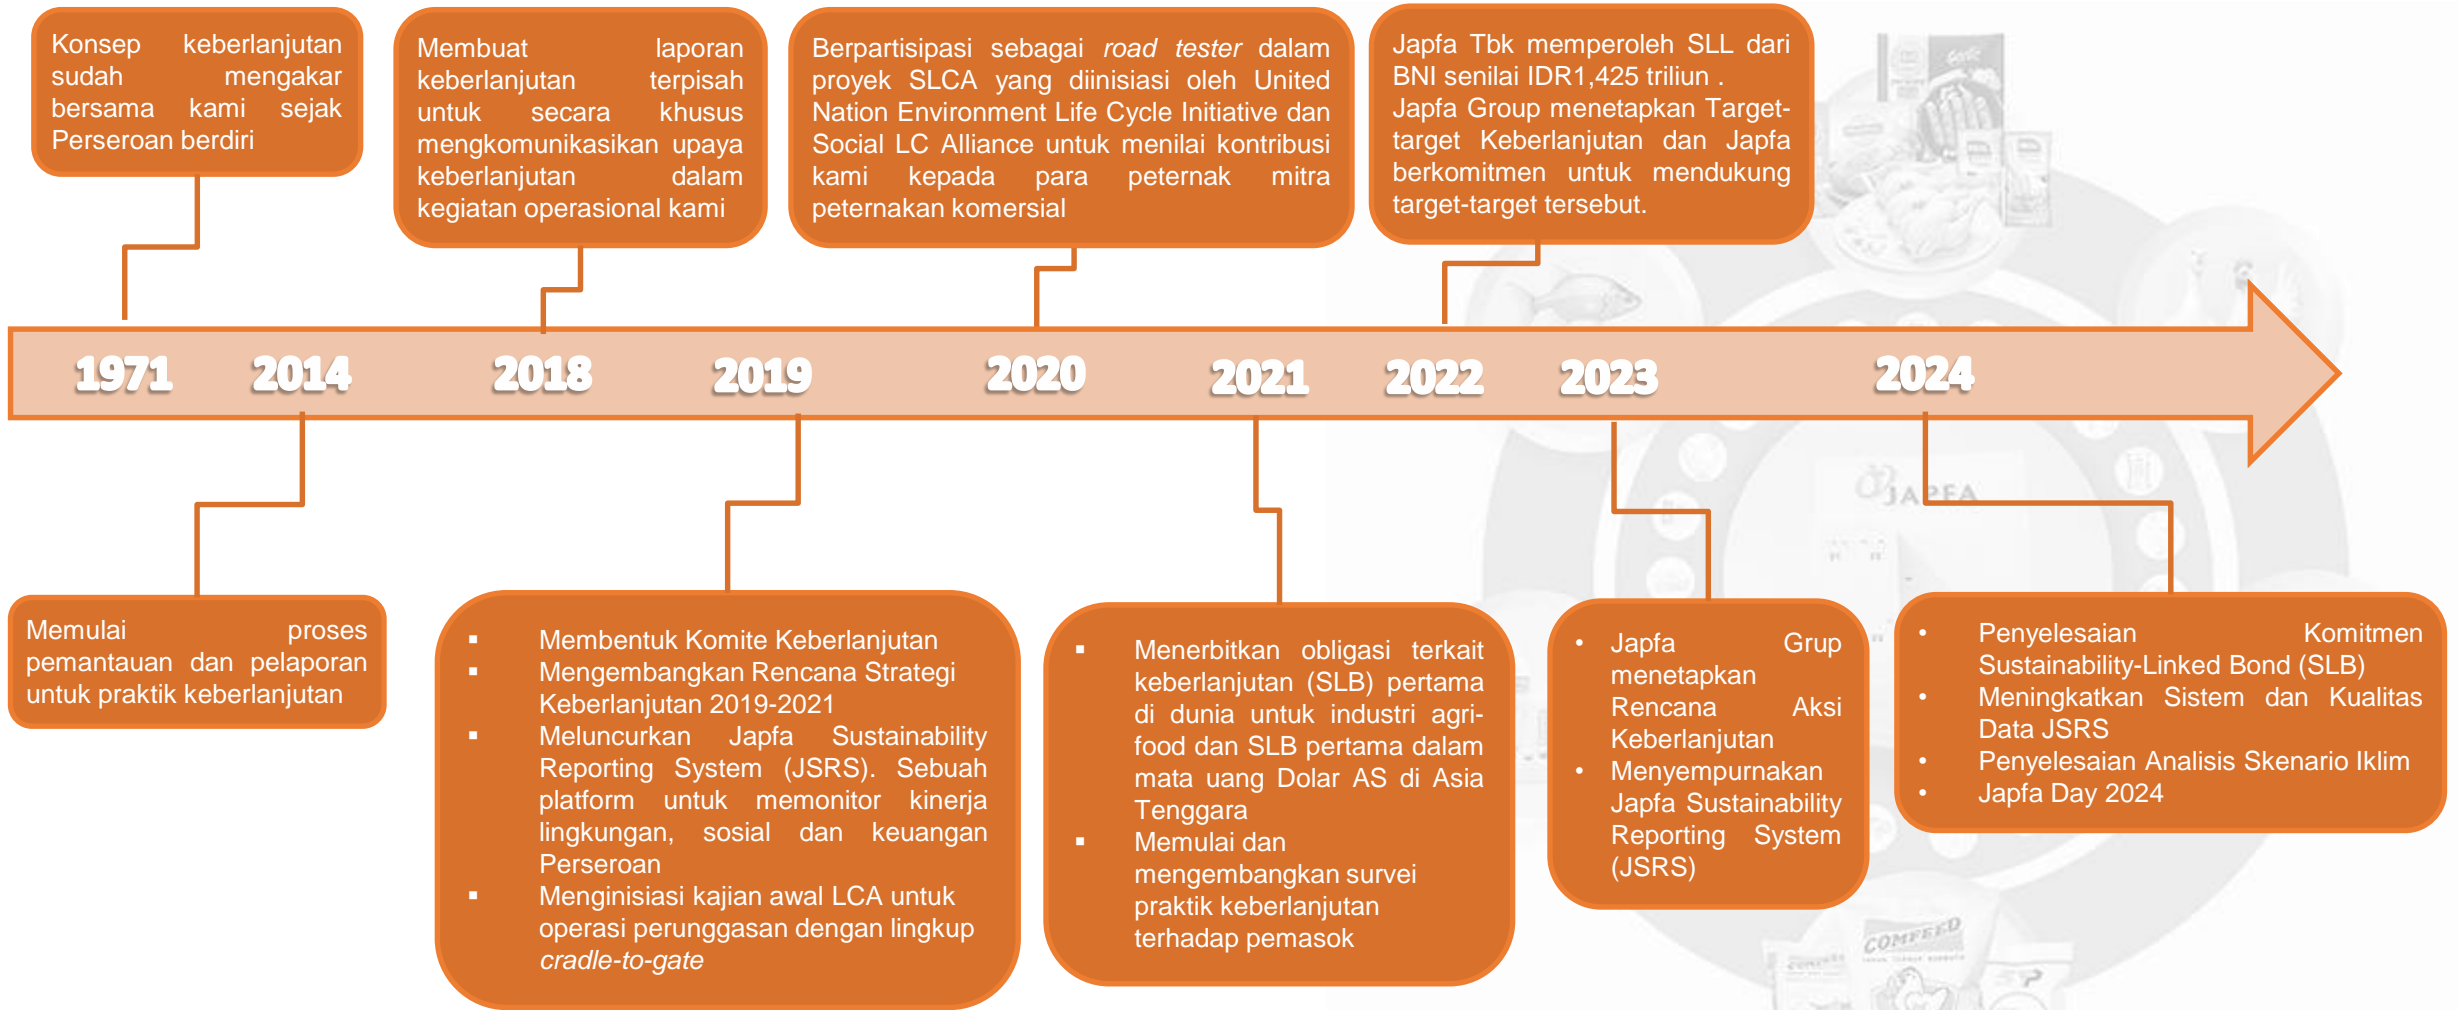 Konsep keberlanjutan
sudah mengakar
bersama kami sejak
Perseroan berdiri
Membuat laporan
keberlanjutan terpisah
untuk secara khusus
mengkomunikasikan upaya
keberlanjutan dalam
kegiatan operasional kami
Berpartisipasi sebagai road tester dalam
proyek SLCA yang diinisiasi oleh United
Nation Environment Life Cycle Initiative dan
Social LC Alliance untuk menilai kontribusi
kami kepada para peternak mitra
peternakan komersial
Japfa Tbk memperoleh SLL dari
BNI senilai IDR1,425 triliun .
Japfa Group menetapkan Target-
target Keberlanjutan dan Japfa
berkomitmen untuk mendukung
target-target tersebut.
1971 2014 2018 2019 2020 2021 2022 2023 2024
JAPFA
Memulai proses
pemantauan dan pelaporan
untuk praktik keberlanjutan
▪ Membentuk Komite Keberlanjutan
▪ Mengembangkan Rencana Strategi
Keberlanjutan 2019-2021
▪ Meluncurkan Japfa Sustainability
Reporting System (JSRS). Sebuah
platform untuk memonitor kinerja
lingkungan, sosial dan keuangan
Perseroan
▪ Menginisiasi kajian awal LCA untuk
operasi perunggasan dengan lingkup
cradle-to-gate
▪ Menerbitkan obligasi terkait
keberlanjutan (SLB) pertama
di dunia untuk industri agri-
food dan SLB pertama dalam
mata uang Dolar AS di Asia
Tenggara
▪ Memulai dan
mengembangkan survei
praktik keberlanjutan
terhadap pemasok
• Japfa Grup
menetapkan
Rencana Aksi
Keberlanjutan
• Menyempurnakan
Japfa Sustainability
Reporting System
(JSRS)
• Penyelesaian Komitmen
Sustainability-Linked Bond (SLB)
• Meningkatkan Sistem dan Kualitas
Data JSRS
• Penyelesaian Analisis Skenario Iklim
• Japfa Day 2024
COMFEED